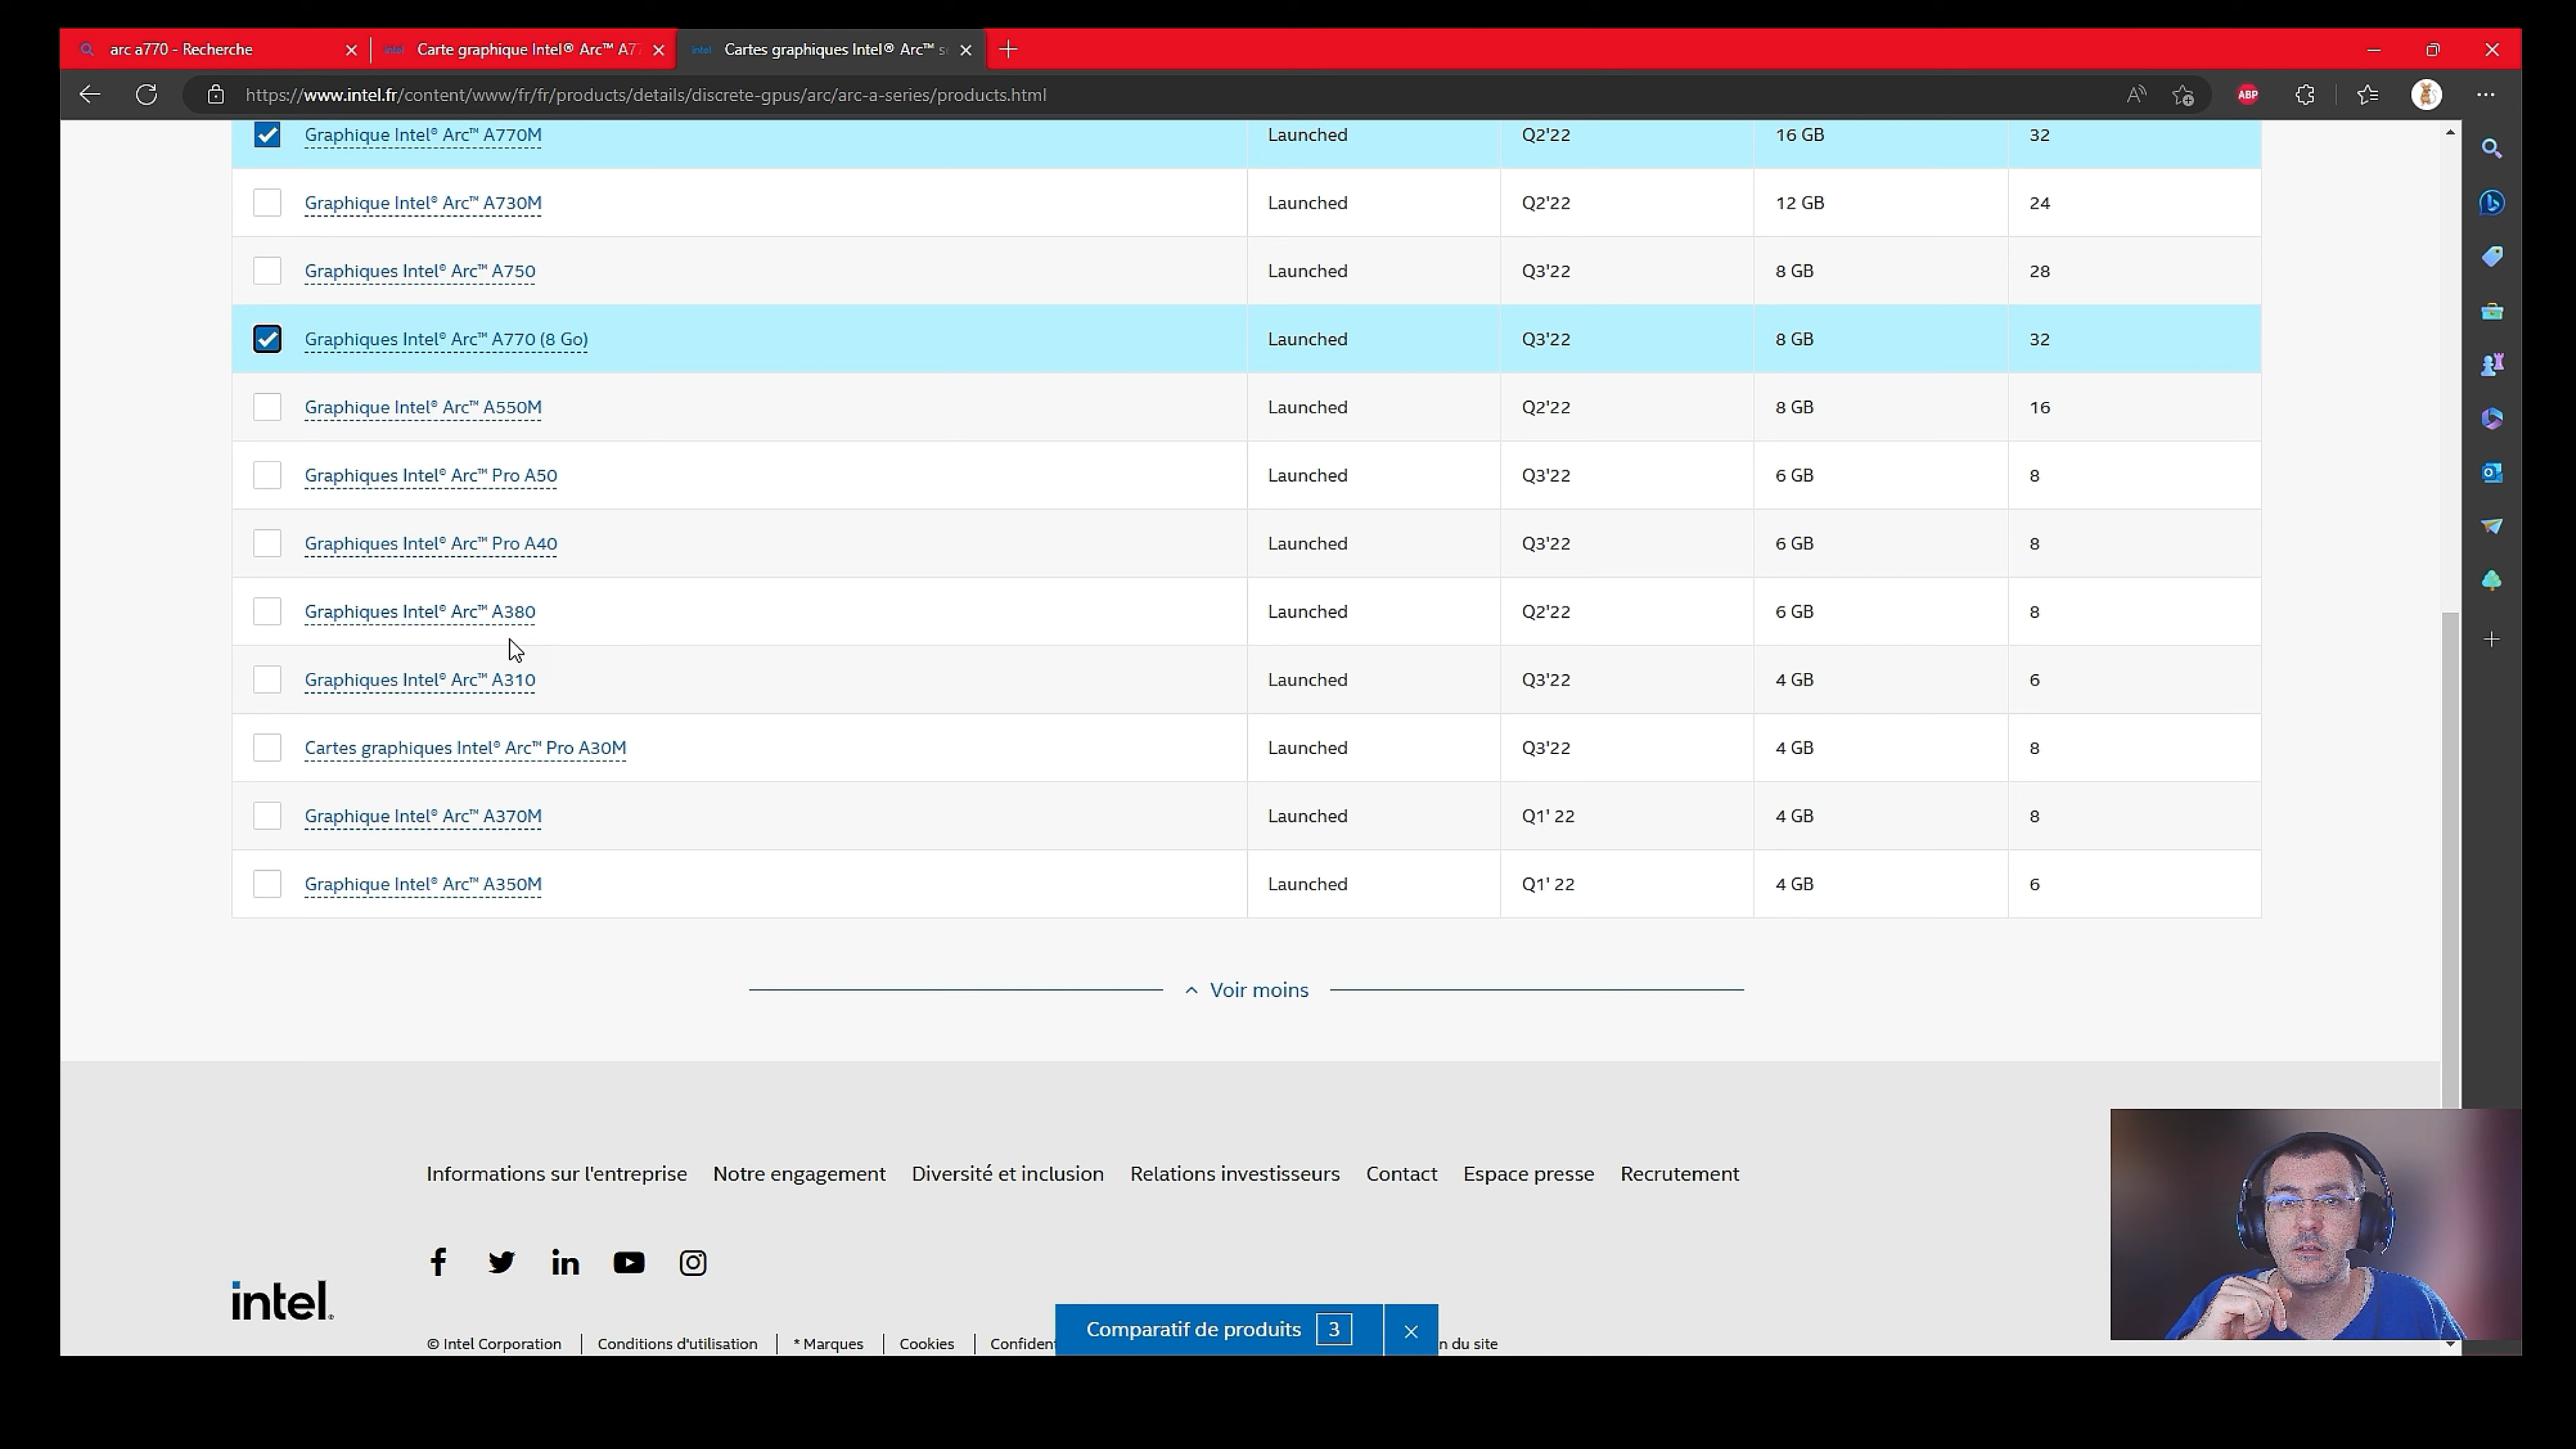 arc a770 - Recherche
Carte graphique Intel® Arc™ A77
Cartes graphiques Intel® Arc™ s
https://www.intel.fr/content/www/fr/fr/products/details/discrete-gpus/arc/arc-a-series/products.html
ABP
Graphique Intel® Arc™ A770M Launched Q2'22 16 GB 32
Graphique Intel® Arc™ A730M Launched Q2'22 12 GB 24
Graphiques Intel® Arc™ A750 Launched Q3'22 8 GB 28
Graphiques Intel® Arc™ A770 (8 Go) Launched Q3'22 8 GB 32
Graphique Intel® Arc™ A550M Launched Q2'22 8 GB 16
Graphiques Intel® Arc™ Pro A50 Launched Q3'22 6 GB 8
Graphiques Intel® Arc™ Pro A40 Launched Q3'22 6 GB 8
Graphiques Intel® Arc™ A380 Launched Q2'22 6 GB 8
Graphiques Intel® Arc™ A310 Launched Q3'22 4 GB 6
Cartes graphiques Intel® Arc™ Pro A30M Launched Q3'22 4 GB 8
Graphique Intel® Arc™ A370M Launched Q1' 22 4 GB 8
Graphique Intel® Arc™ A350M Launched Q1' 22 4 GB 6
Voir moins
Informations sur l'entreprise Notre engagement Diversité et inclusion Relations investisseurs Contact Espace presse Recrutement
intel.
Comparatif de produits 3
© Intel Corporation Conditions d'utilisation * Marques Cookies Confiden n du site